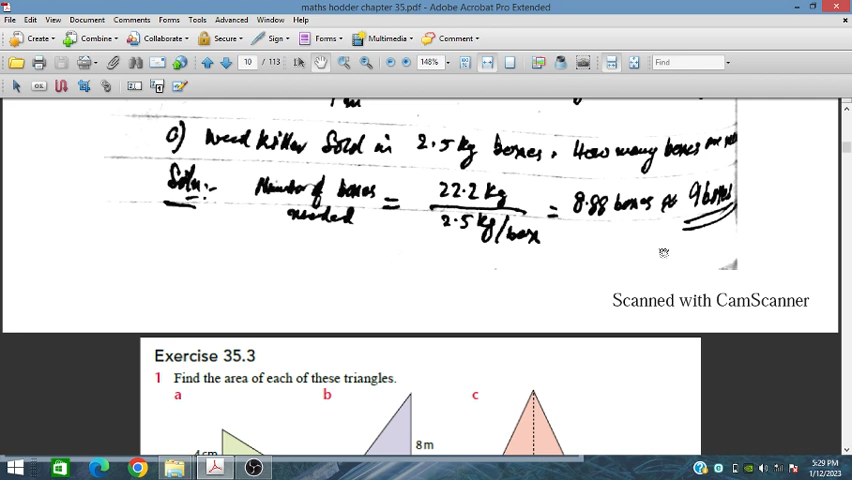 maths hodder chapter 35.pdf - Adobe Acrobat Pro Extended
File Edit View Document Comments Forms Tools Advanced Window Help
Create Combine Collaborate Secure Sign Forms Multimedia Comment
10 / 113 148% Find
c) Weed killer Sold in 2.5 kg boxes. How many boxes are
Soln:- Number of boxes needed = 22.2 kg / 2.5 kg/box = 8.88 boxes ≈ 9 boxes
Scanned with CamScanner
Exercise 35.3
1 Find the area of each of these triangles.
a b c
4cm 8m
5:29 PM
1/12/2023